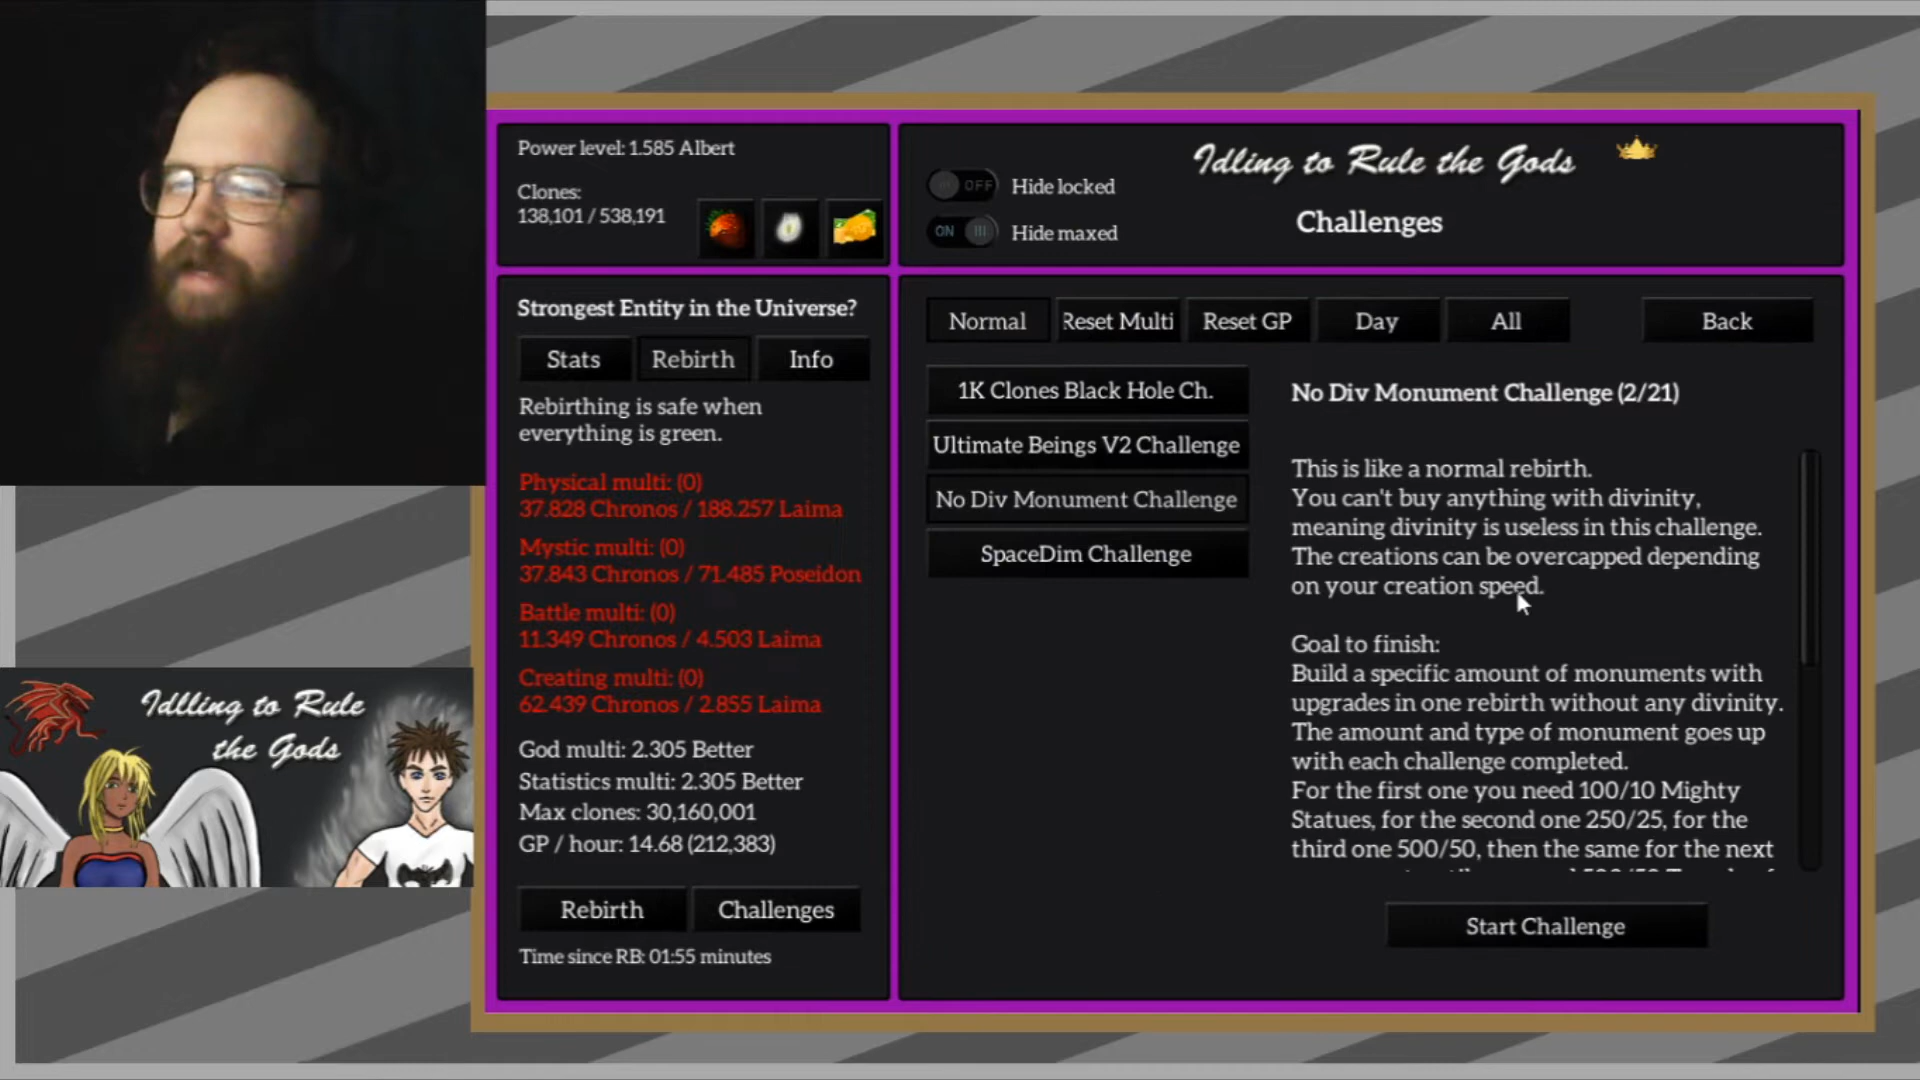 Power level: 1.585 Albert
Clones:
138,101 / 538,191
OFF Hide locked
ON Hide maxed
Idling to Rule the Gods
Challenges
Strongest Entity in the Universe?
Stats Rebirth Info
Rebirthing is safe when
everything is green.
Physical multi: (0)
37.828 Chronos / 188.257 Laima
Mystic multi: (0)
37.843 Chronos / 71.485 Poseidon
Battle multi: (0)
11.349 Chronos / 4.503 Laima
Creating multi: (0)
62.439 Chronos / 2.855 Laima
God multi: 2.305 Better
Statistics multi: 2.305 Better
Max clones: 30,160,001
GP / hour: 14.68 (212,383)
Rebirth Challenges
Time since RB: 01:55 minutes
Normal Reset Multi Reset GP Day All Back
1K Clones Black Hole Ch.
Ultimate Beings V2 Challenge
No Div Monument Challenge
SpaceDim Challenge
No Div Monument Challenge (2/21)
This is like a normal rebirth.
You can't buy anything with divinity,
meaning divinity is useless in this challenge.
The creations can be overcapped depending
on your creation speed.
Goal to finish:
Build a specific amount of monuments with
upgrades in one rebirth without any divinity.
The amount and type of monument goes up
with each challenge completed.
For the first one you need 100/10 Mighty
Statues, for the second one 250/25, for the
third one 500/50, then the same for the next
Start Challenge
Idlling to Rule
the Gods